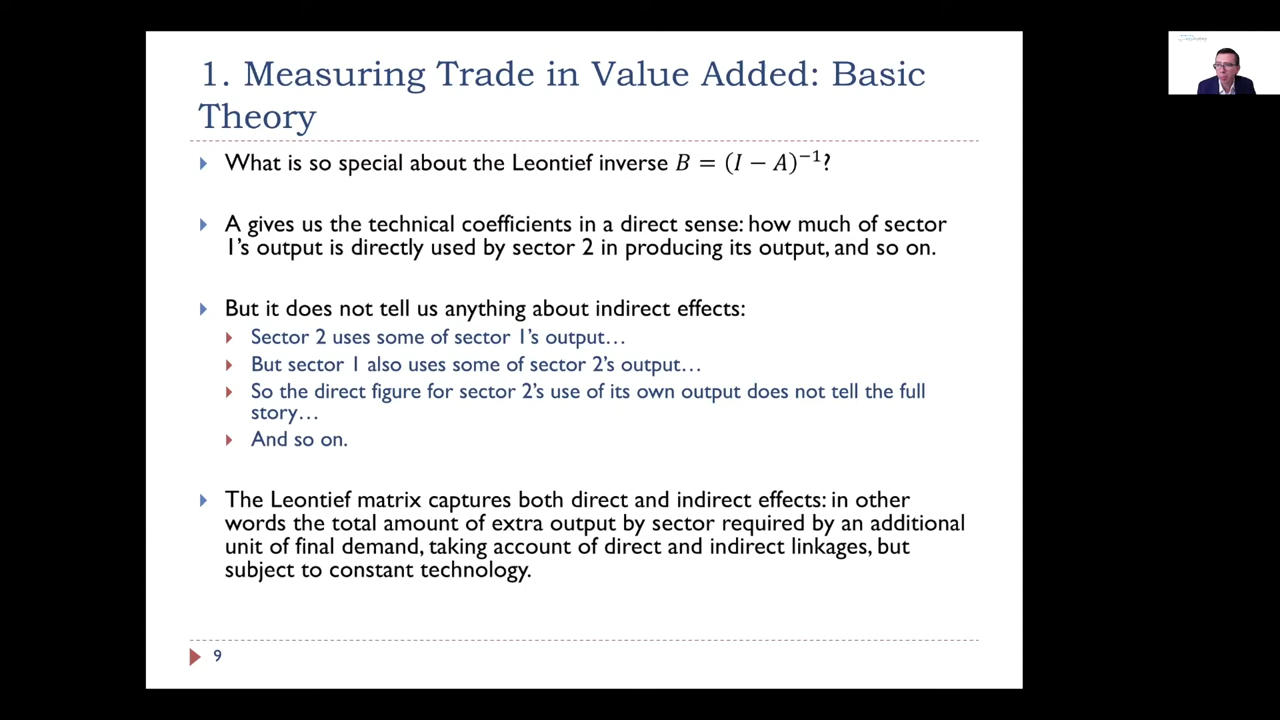 1. Measuring Trade in Value Added: Basic
Theory
What is so special about the Leontief inverse B = (I − A)⁻¹?
A gives us the technical coefficients in a direct sense: how much of sector
1's output is directly used by sector 2 in producing its output, and so on.
But it does not tell us anything about indirect effects:
Sector 2 uses some of sector 1's output…
But sector 1 also uses some of sector 2's output…
So the direct figure for sector 2's use of its own output does not tell the full
story…
And so on.
The Leontief matrix captures both direct and indirect effects: in other
words the total amount of extra output by sector required by an additional
unit of final demand, taking account of direct and indirect linkages, but
subject to constant technology.
9